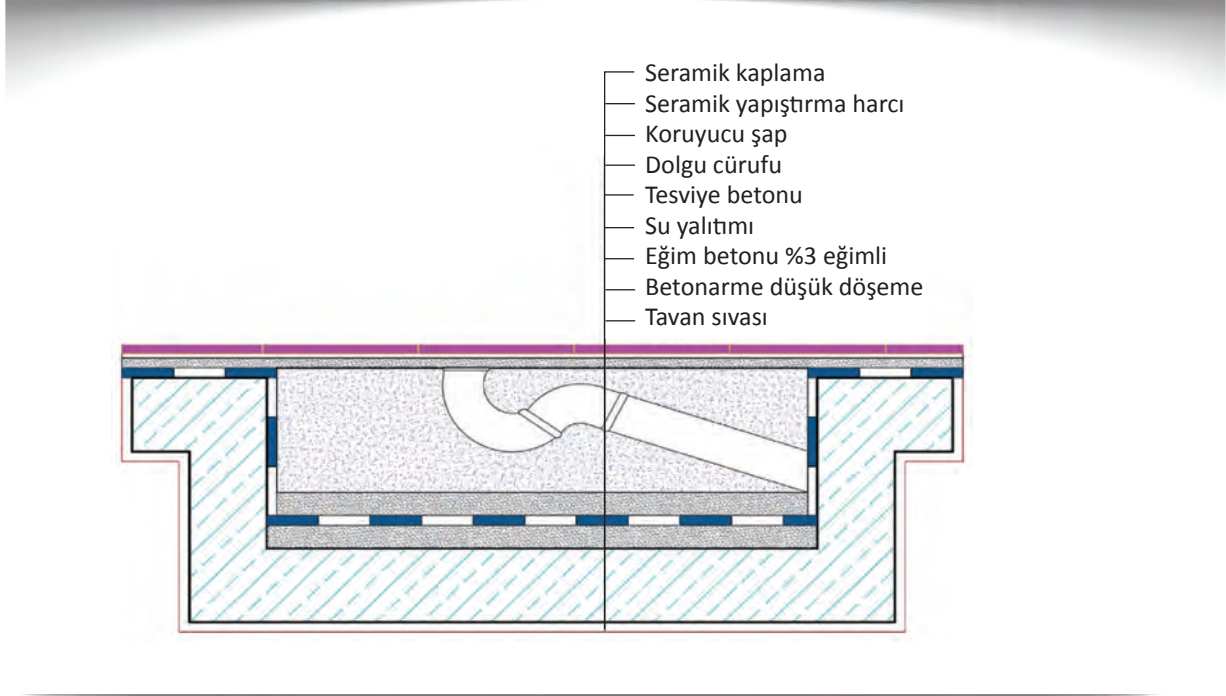 Seramik kaplama
Seramik yapıştırma harcı
Koruyucu şap
Dolgu cürufu
Tesviye betonu
Su yalıtımı
Eğim betonu %3 eğimli
Betonarme düşük döşeme
Tavan sıvası